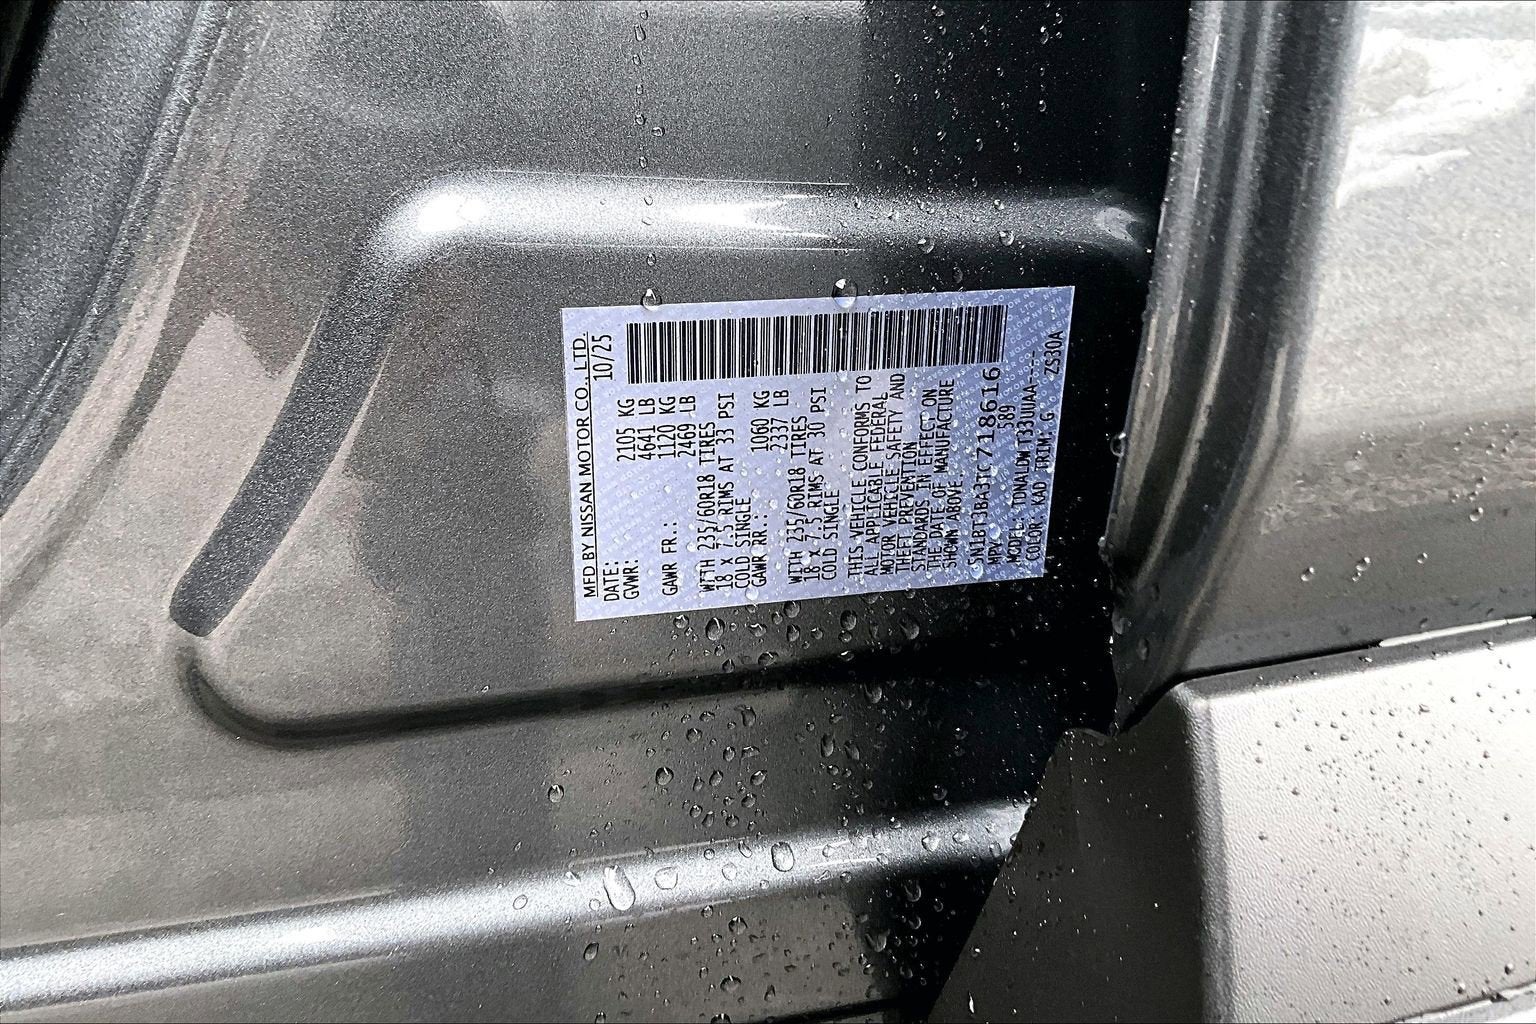 MFD BY NISSAN MOTOR CO., LTD.
DATE: 10/25
GVWR: 2105 KG
4641 LB
GAWR FR.: 1120 KG
2469 LB
WITH 235/60R18 TIRES
18 X 7.5 RIMS AT 33 PSI
COLD SINGLE
GAWR RR.: 1060 KG
2337 LB
WITH 235/60R18 TIRES
18 X 7.5 RIMS AT 30 PSI
COLD SINGLE
THIS VEHICLE CONFORMS TO
ALL APPLICABLE FEDERAL
MOTOR VEHICLE SAFETY AND
THEFT PREVENTION
STANDARDS IN EFFECT ON
THE DATE OF MANUFACTURE
SHOWN ABOVE.
5N1BT3BA3TC718616
MPV 589
MODEL:
COLOR: KAD TRIM: G ZS30A